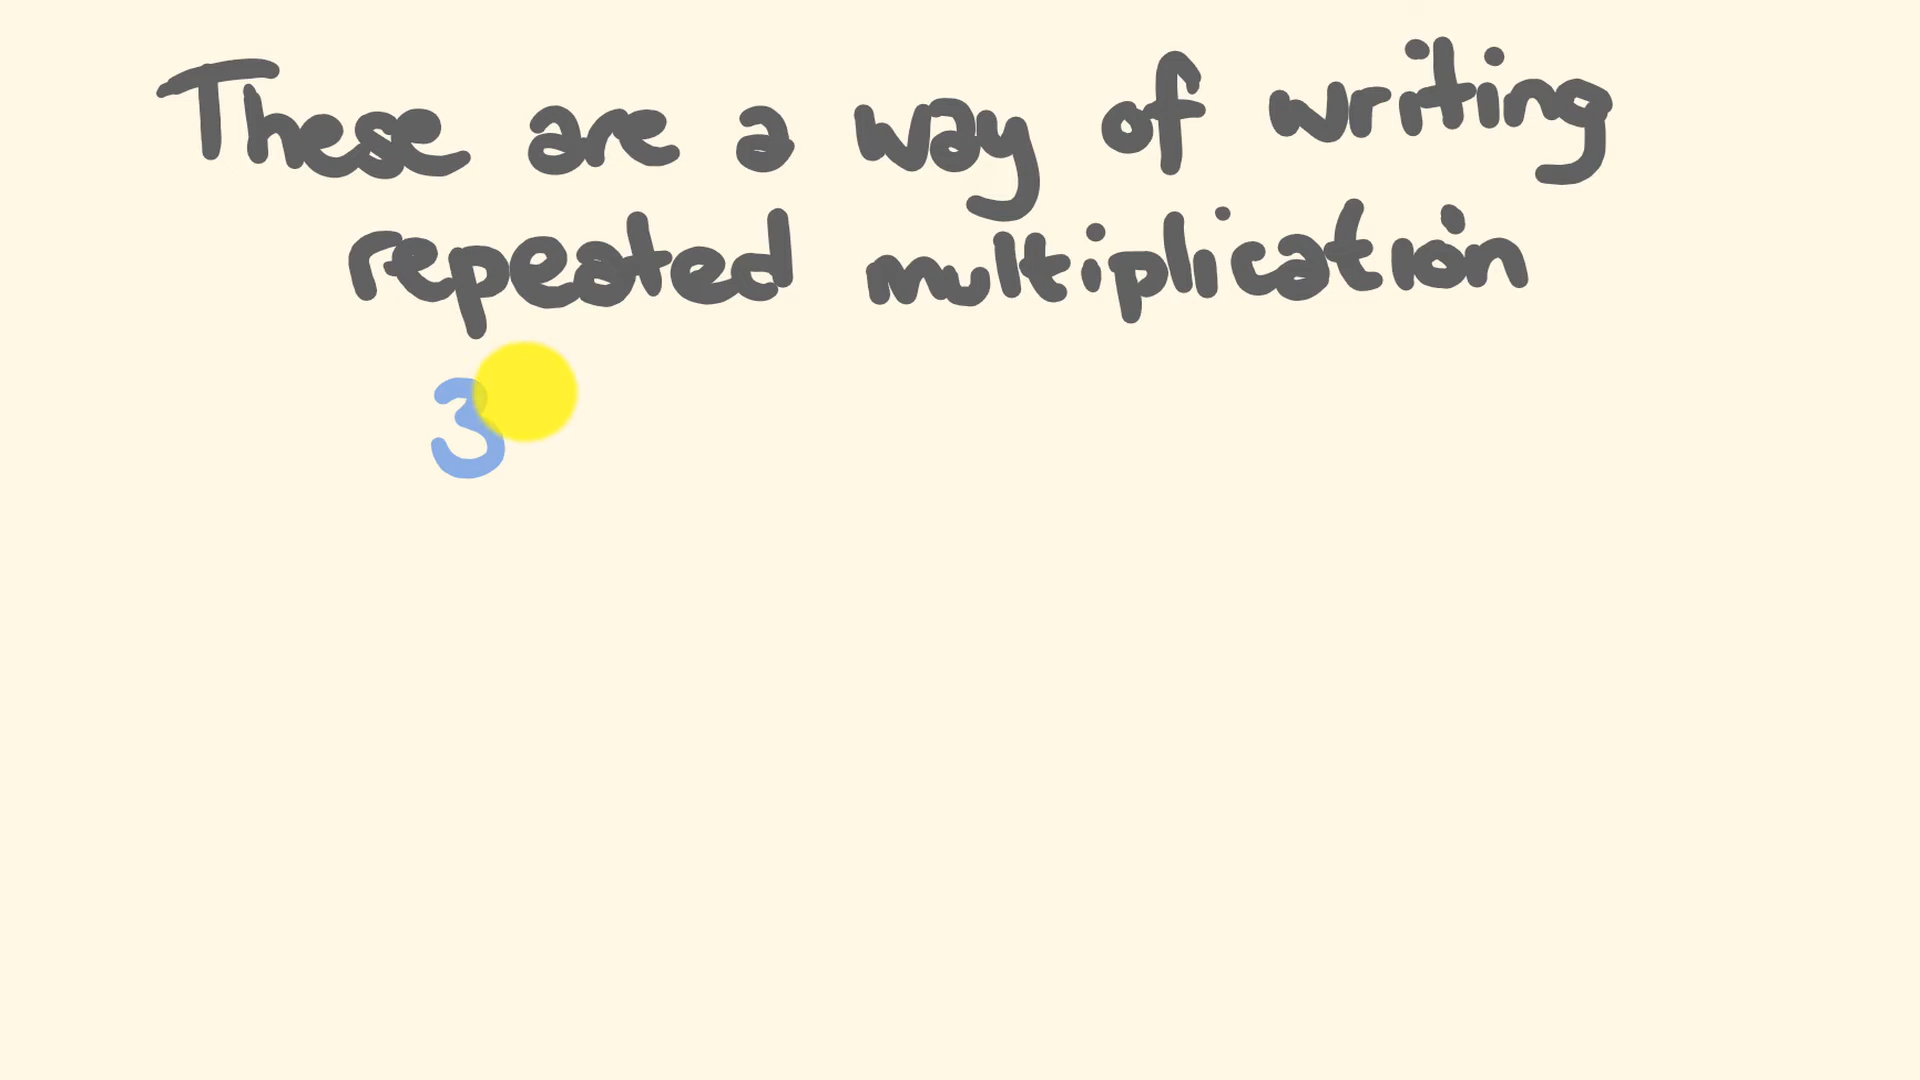 These are a way of writing
repeated multiplication
3